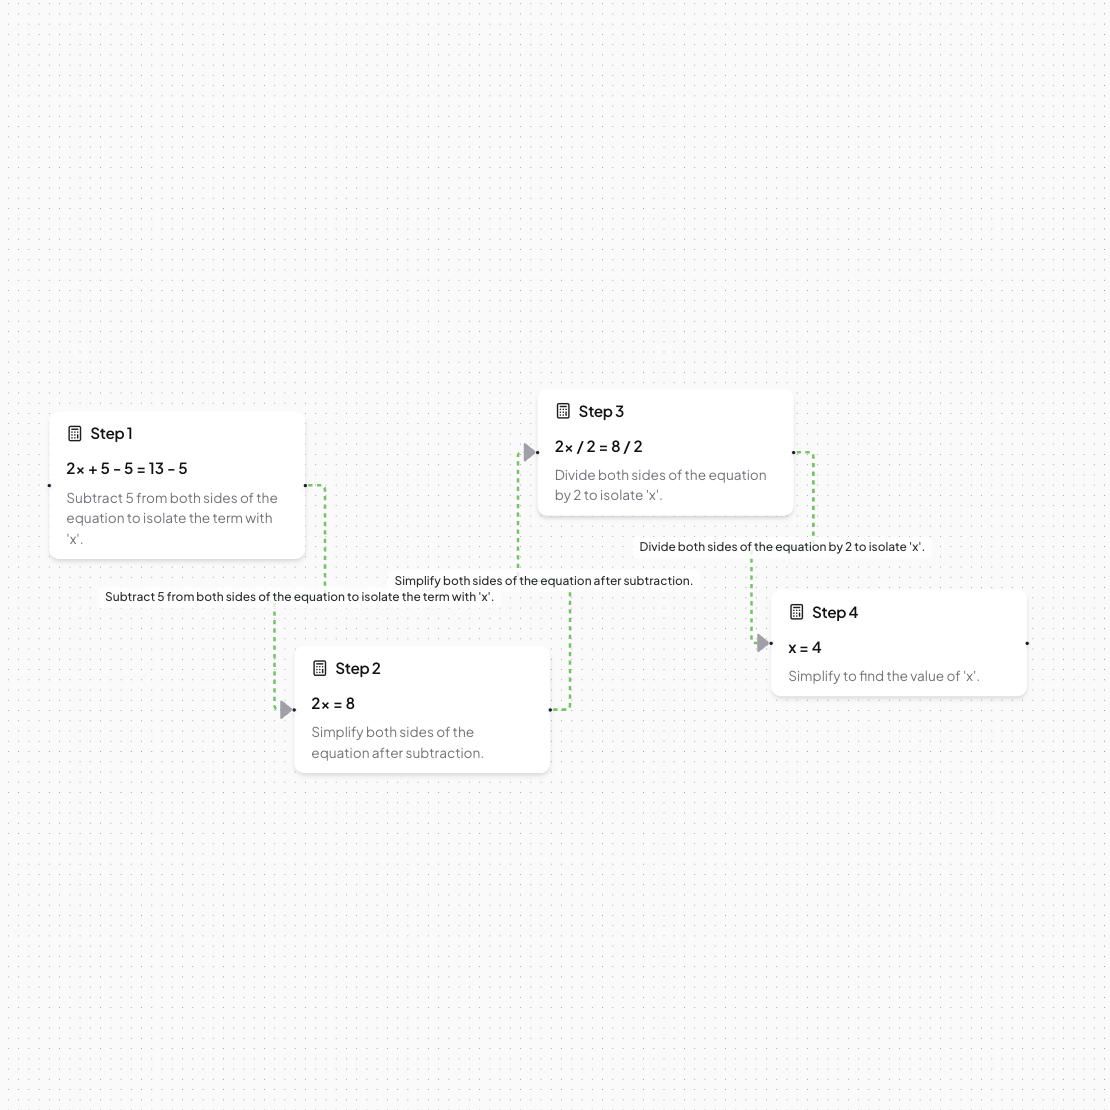 Step 1
2x + 5 - 5 = 13 - 5
Subtract 5 from both sides of the
equation to isolate the term with
'x'.
Subtract 5 from both sides of the equation to isolate the term with 'x'.
Step 2
2x = 8
Simplify both sides of the
equation after subtraction.
Simplify both sides of the equation after subtraction.
Step 3
2x / 2 = 8 / 2
Divide both sides of the equation
by 2 to isolate 'x'.
Divide both sides of the equation by 2 to isolate 'x'.
Step 4
x = 4
Simplify to find the value of 'x'.